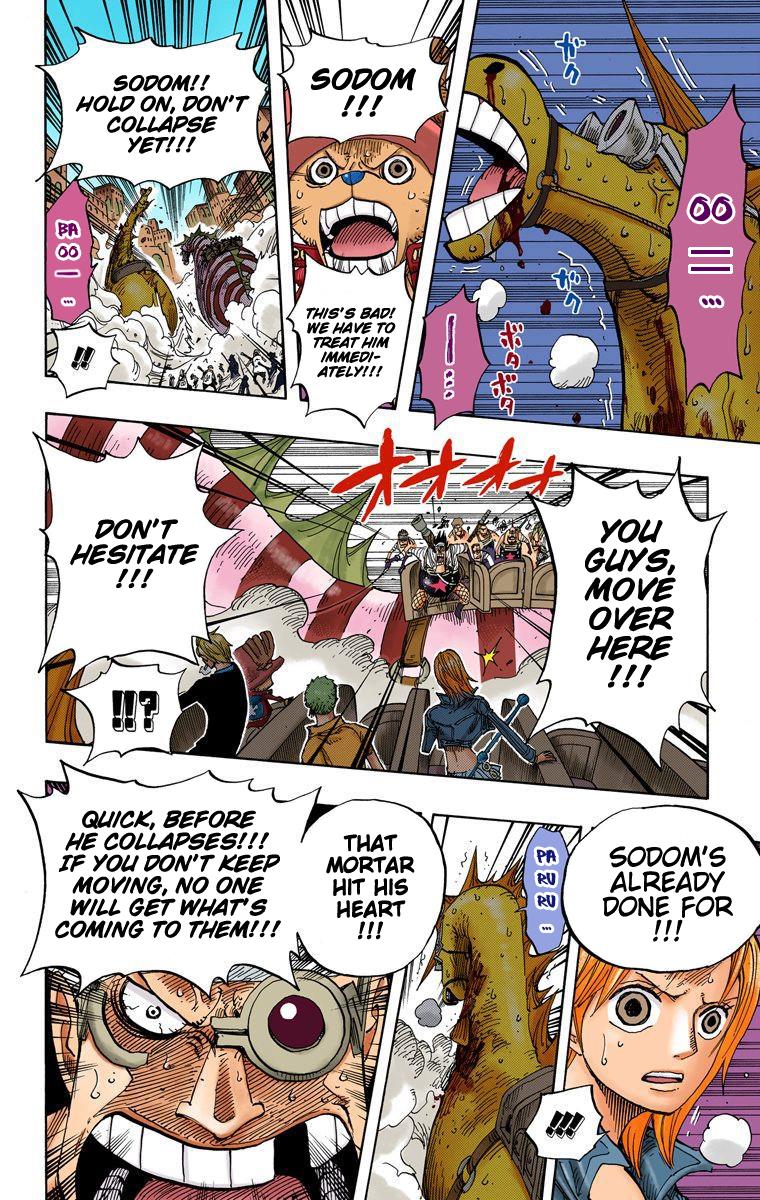 ガク
ガク
ボタ
ボタ
OO
||
...
|
...
SODOM
!!!
THIS'S BAD!
WE HAVE TO
TREAT HIM
IMMEDI-
ATELY!!!
SODOM!!
HOLD ON, DON'T
COLLAPSE
YET!!!
BA
OO
|
...
!!
YOU
GUYS,
MOVE
OVER
HERE
!!!
オオオオ
DON'T
HESITATE
!!!
!!?
SODOM'S
ALREADY
DONE FOR
!!!
PA
RU
RU
...
!!!
THAT
MORTAR
HIT HIS
HEART
!!!
QUICK, BEFORE
HE COLLAPSES!!!
IF YOU DON'T KEEP
MOVING, NO ONE
WILL GET WHAT'S
COMING TO THEM!!!